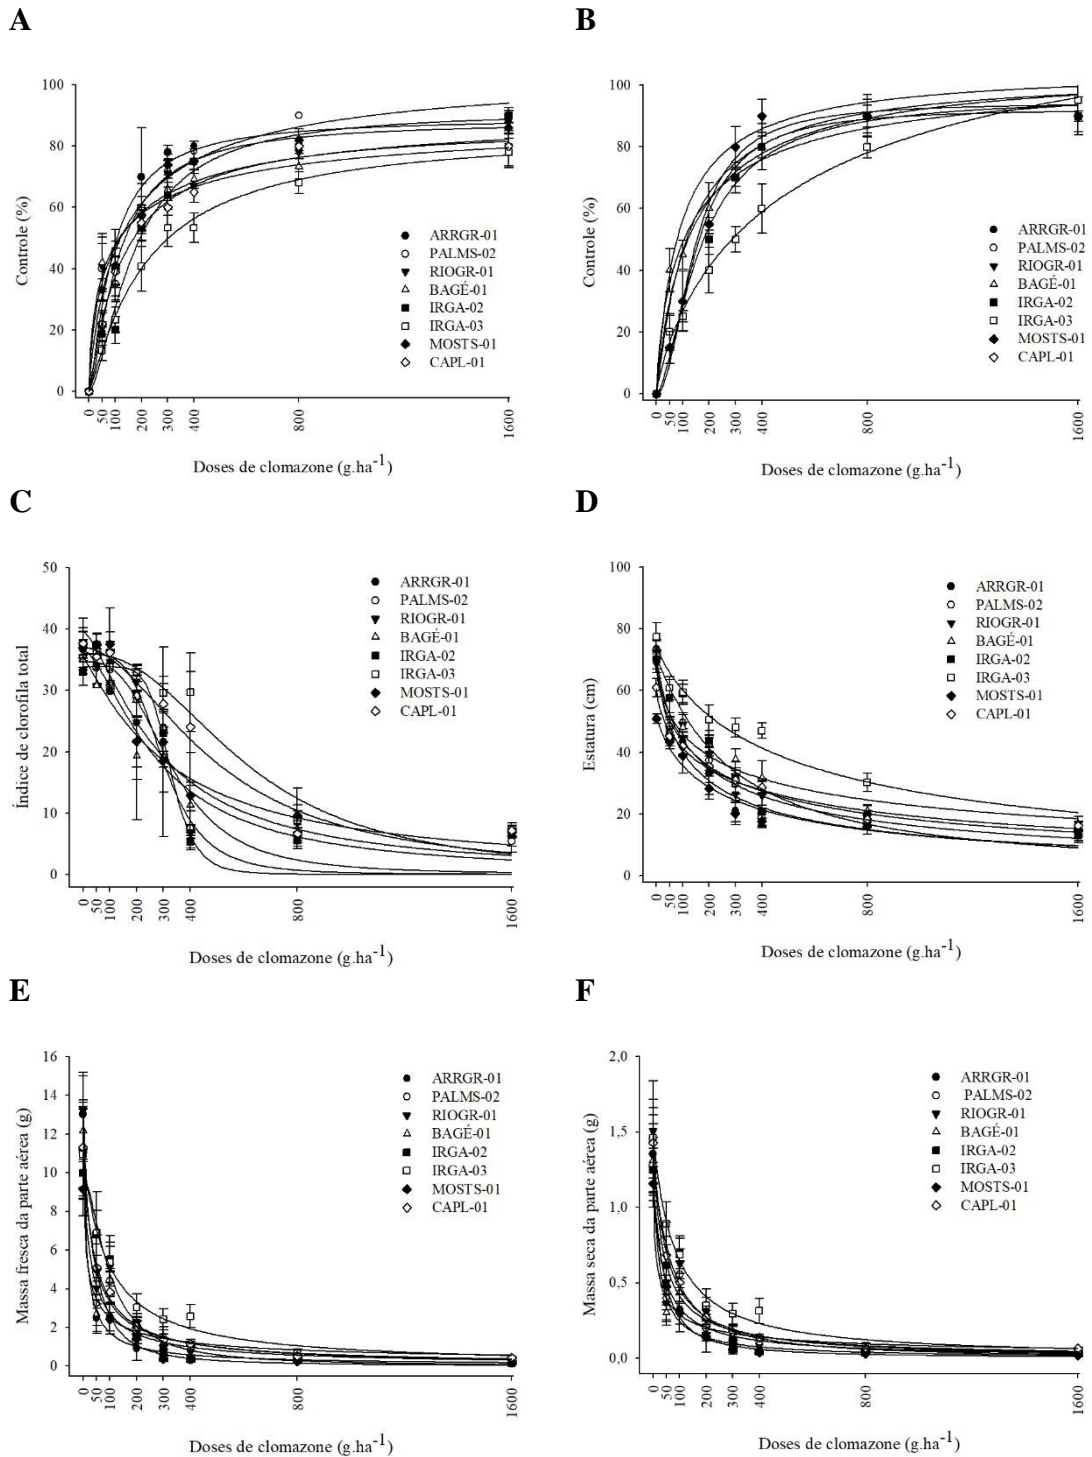 A
Controle (%)
100
80
60
40
20
0
ARRGR-01
PALMS-02
RIOGR-01
BAGÉ-01
IRGA-02
IRGA-03
MOSTS-01
CAPL-01
0 50 100 200 300 400 800 1600
Doses de clomazone (g.ha-1)
B
Controle (%)
100
80
60
40
20
0
ARRGR-01
PALMS-02
RIOGR-01
BAGÉ-01
IRGA-02
IRGA-03
MOSTS-01
CAPL-01
0 50 100 200 300 400 800 1600
Doses de clomazone (g.ha-1)
C
Índice de clorofila total
50
40
30
20
10
0
ARRGR-01
PALMS-02
RIOGR-01
BAGÉ-01
IRGA-02
IRGA-03
MOSTS-01
CAPL-01
0 50 100 200 300 400 800 1600
Doses de clomazone (g.ha-1)
D
Estatura (cm)
100
80
60
40
20
0
ARRGR-01
PALMS-02
RIOGR-01
BAGÉ-01
IRGA-02
IRGA-03
MOSTS-01
CAPL-01
0 50 100 200 300 400 800 1600
Doses de clomazone (g.ha-1)
E
Massa fresca da parte aérea (g)
16
14
12
10
8
6
4
2
0
ARRGR-01
PALMS-02
RIOGR-01
BAGÉ-01
IRGA-02
IRGA-03
MOSTS-01
CAPL-01
0 50 100 200 300 400 800 1600
Doses de clomazone (g.ha-1)
F
Massa seca da parte aérea (g)
2,0
1,5
1,0
0,5
0,0
ARRGR-01
PALMS-02
RIOGR-01
BAGÉ-01
IRGA-02
IRGA-03
MOSTS-01
CAPL-01
0 50 100 200 300 400 800 1600
Doses de clomazone (g.ha-1)